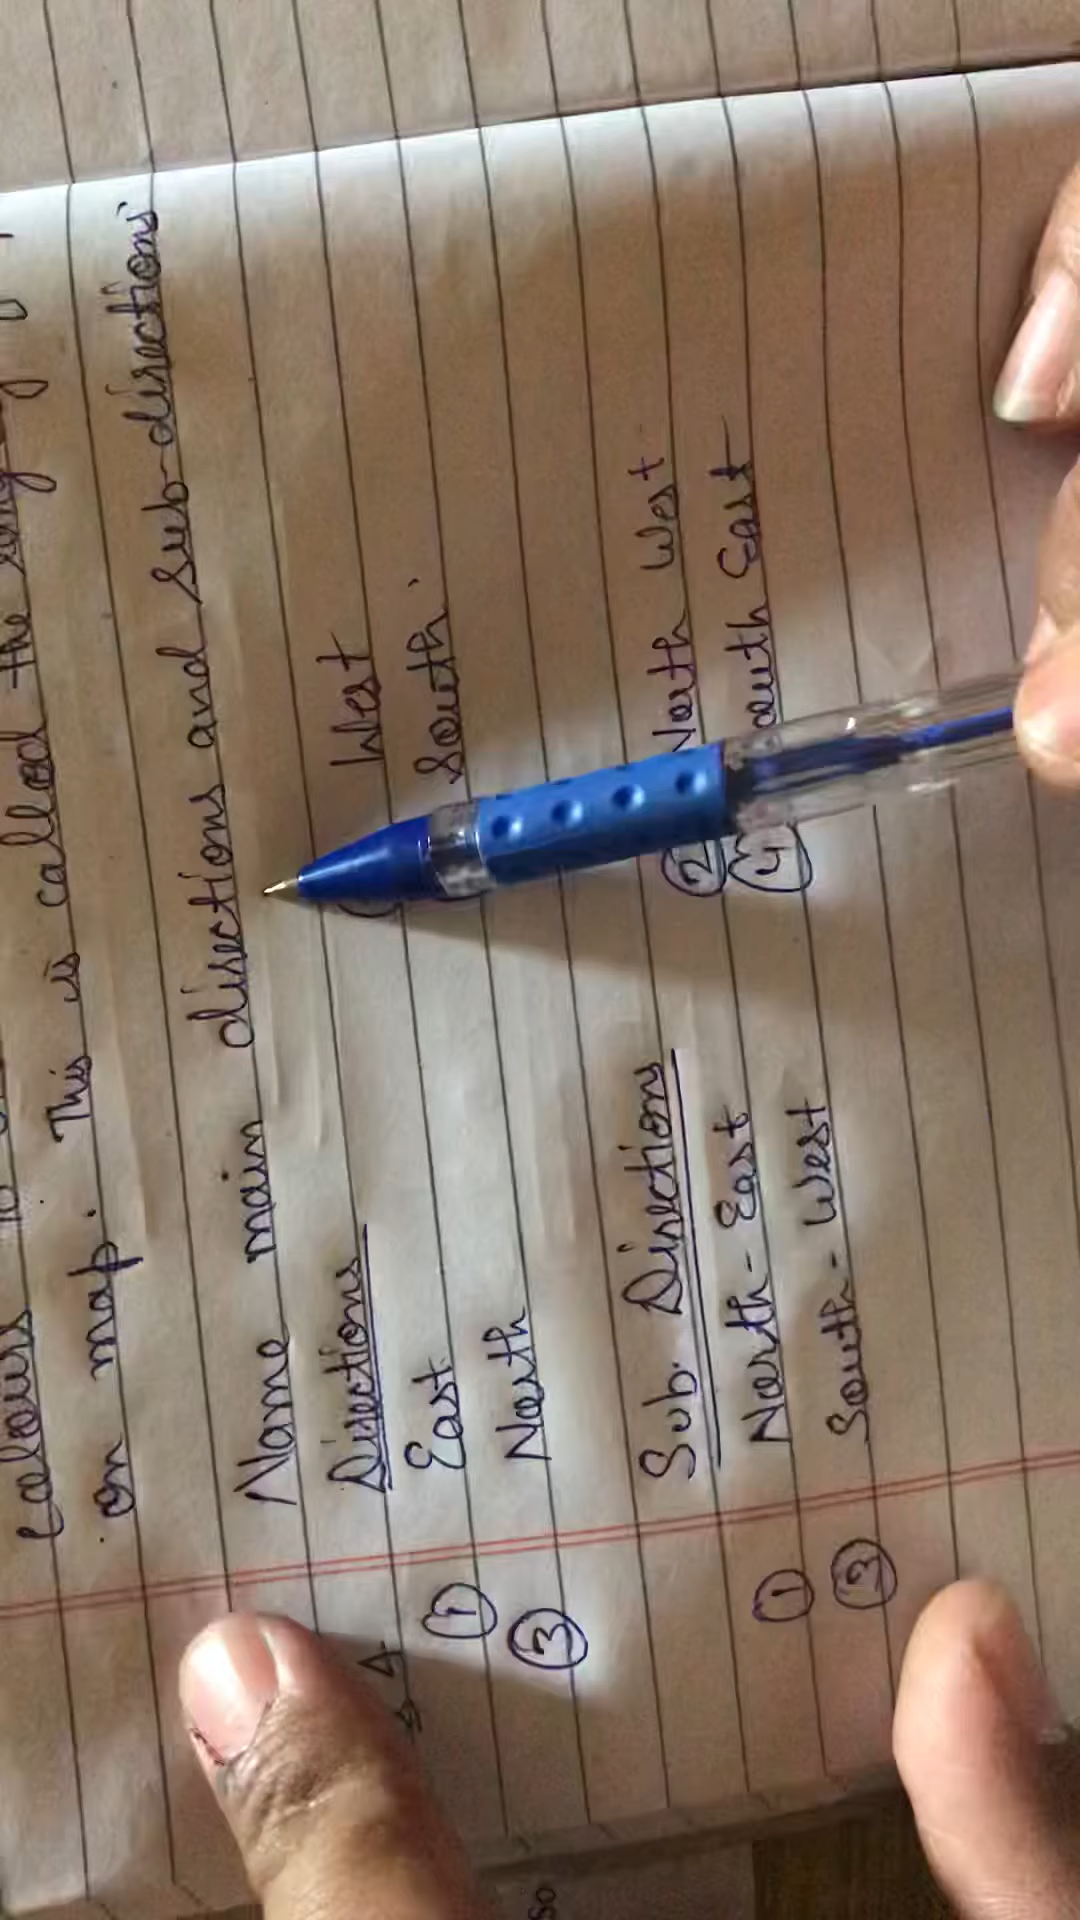 colours
called the
on map. This is
Name main directions and sub-directions
Directions
① East West
③ North South.
Sub Directions
① North-East ② North West.
③ South-West ④ South East